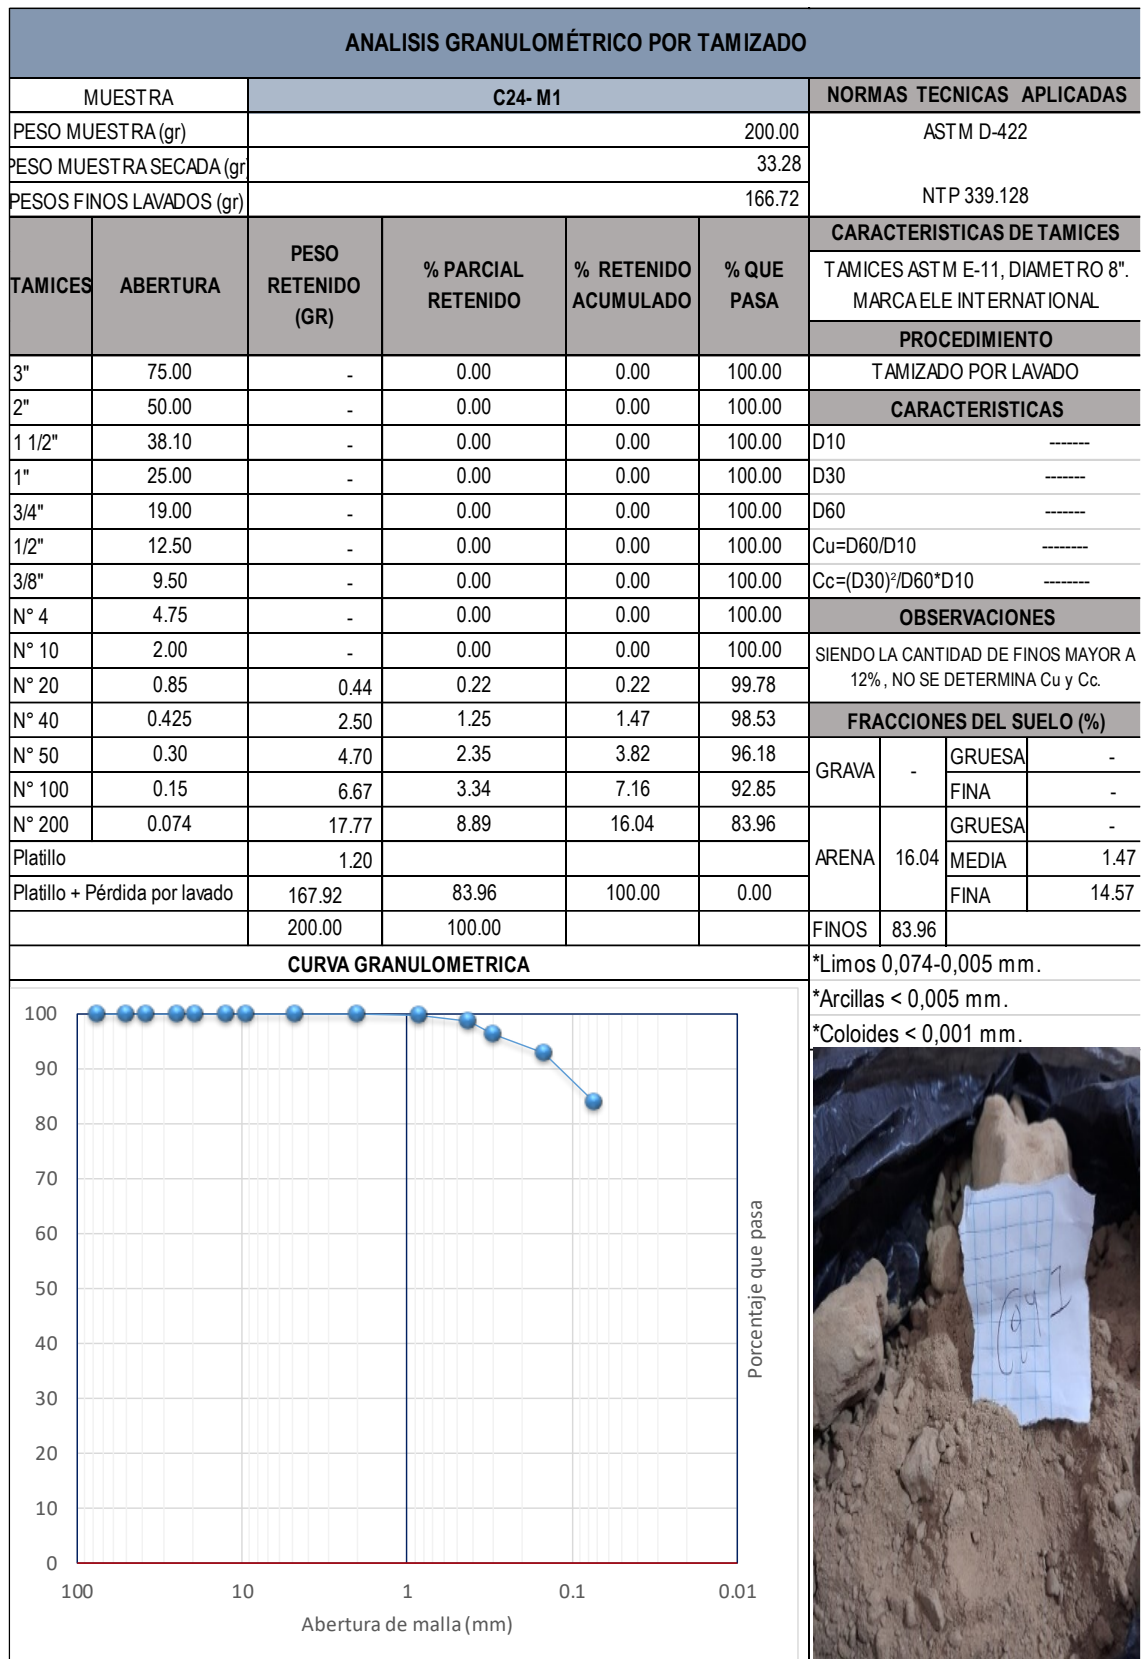 ANALISIS GRANULOMÉTRICO POR TAMIZADO
MUESTRA C24- M1 NORMAS TECNICAS APLICADAS
PESO MUESTRA (gr) 200.00 ASTM D-422
PESO MUESTRA SECADA (gr) 33.28
PESOS FINOS LAVADOS (gr) 166.72 NTP 339.128
TAMICES ABERTURA PESO RETENIDO (GR) % PARCIAL RETENIDO % RETENIDO ACUMULADO % QUE PASA
CARACTERISTICAS DE TAMICES
TAMICES ASTM E-11, DIAMETRO 8".
MARCA ELE INTERNATIONAL
PROCEDIMIENTO
3" 75.00 - 0.00 0.00 100.00 TAMIZADO POR LAVADO
2" 50.00 - 0.00 0.00 100.00 CARACTERISTICAS
1 1/2" 38.10 - 0.00 0.00 100.00 D10 -------
1" 25.00 - 0.00 0.00 100.00 D30 -------
3/4" 19.00 - 0.00 0.00 100.00 D60 -------
1/2" 12.50 - 0.00 0.00 100.00 Cu=D60/D10 --------
3/8" 9.50 - 0.00 0.00 100.00 Cc=(D30)²/D60*D10 --------
N° 4 4.75 - 0.00 0.00 100.00 OBSERVACIONES
N° 10 2.00 - 0.00 0.00 100.00 SIENDO LA CANTIDAD DE FINOS MAYOR A
N° 20 0.85 0.44 0.22 0.22 99.78 12% , NO SE DETERMINA Cu y Cc.
N° 40 0.425 2.50 1.25 1.47 98.53 FRACCIONES DEL SUELO (%)
N° 50 0.30 4.70 2.35 3.82 96.18 GRAVA - GRUESA -
N° 100 0.15 6.67 3.34 7.16 92.85 FINA -
N° 200 0.074 17.77 8.89 16.04 83.96 GRUESA -
Platillo 1.20 ARENA 16.04 MEDIA 1.47
Platillo + Pérdida por lavado 167.92 83.96 100.00 0.00 FINA 14.57
200.00 100.00 FINOS 83.96
CURVA GRANULOMETRICA
*Limos 0,074-0,005 mm.
*Arcillas < 0,005 mm.
*Coloides < 0,001 mm.
100
90
80
70
60
50
40
30
20
10
0
100 10 1 0.1 0.01
Abertura de malla (mm)
Porcentaje que pasa